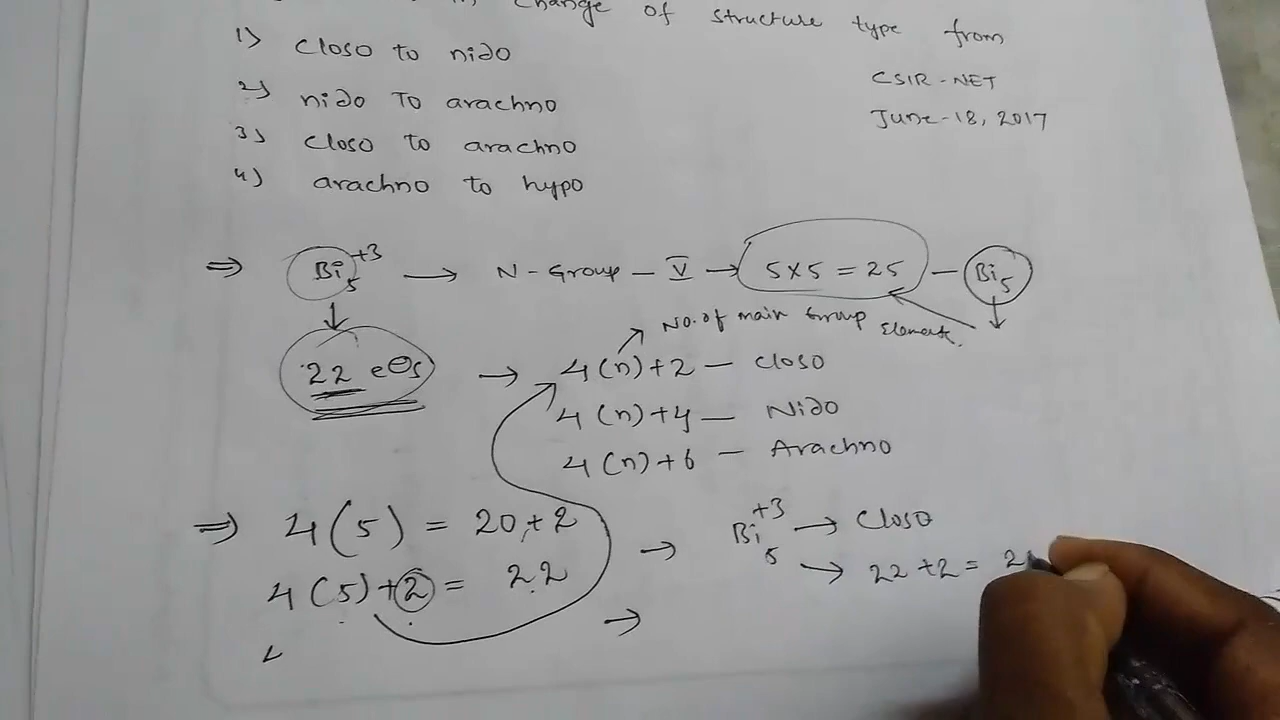 change of structure type from
1) closo to nido
CSIR-NET
2) nido To arachno
June-18, 2017
3) closo to arachno
4) arachno to hypo
⇒ Bi5+3 → N-Group-V → 5x5=25 - Bi5
No. of main Group Element
22 e⊖s → 4(n)+2 - closo
4(n)+4 - Nido
4(n)+6 - Arachno
⇒ 4(5) = 20+2
→ Bi5+3 → Closo
4(5)+2 = 22
→ 22+2= 2
→